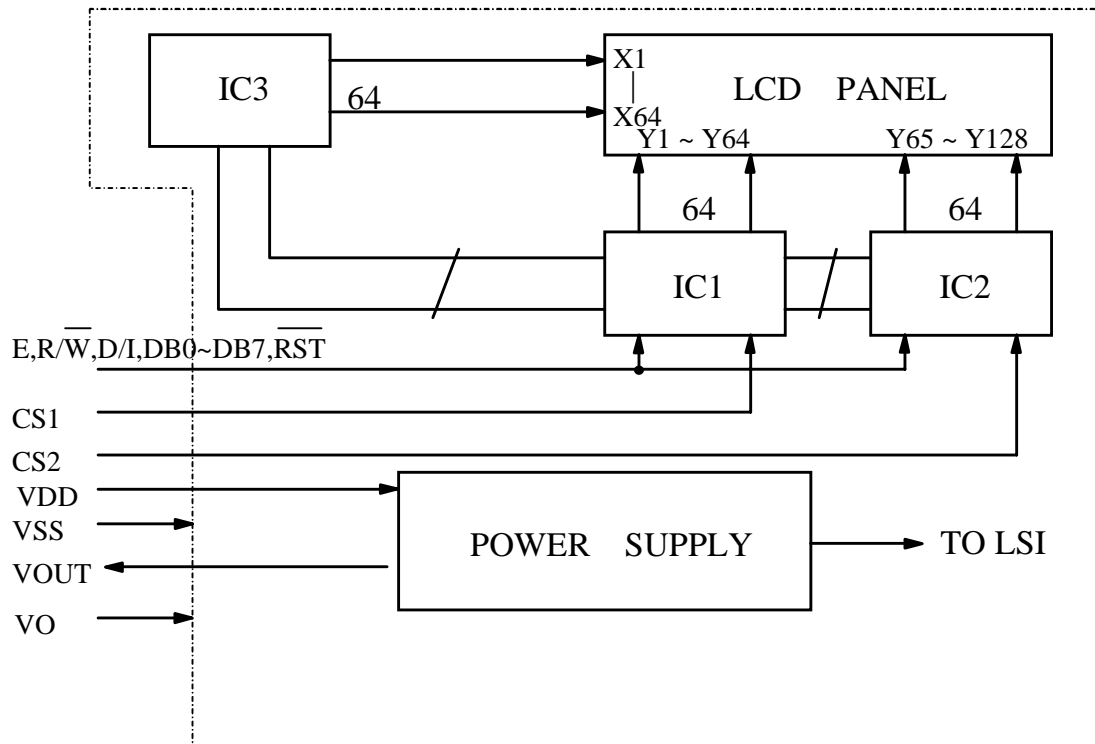 IC3
64
X1
X64
LCD PANEL
Y1 ~ Y64
Y65 ~ Y128
64
64
IC1
IC2
E,R/W̅,D/I,DB0~DB7,R̅S̅T̅
CS1
CS2
VDD
VSS
VOUT
VO
POWER SUPPLY
TO LSI